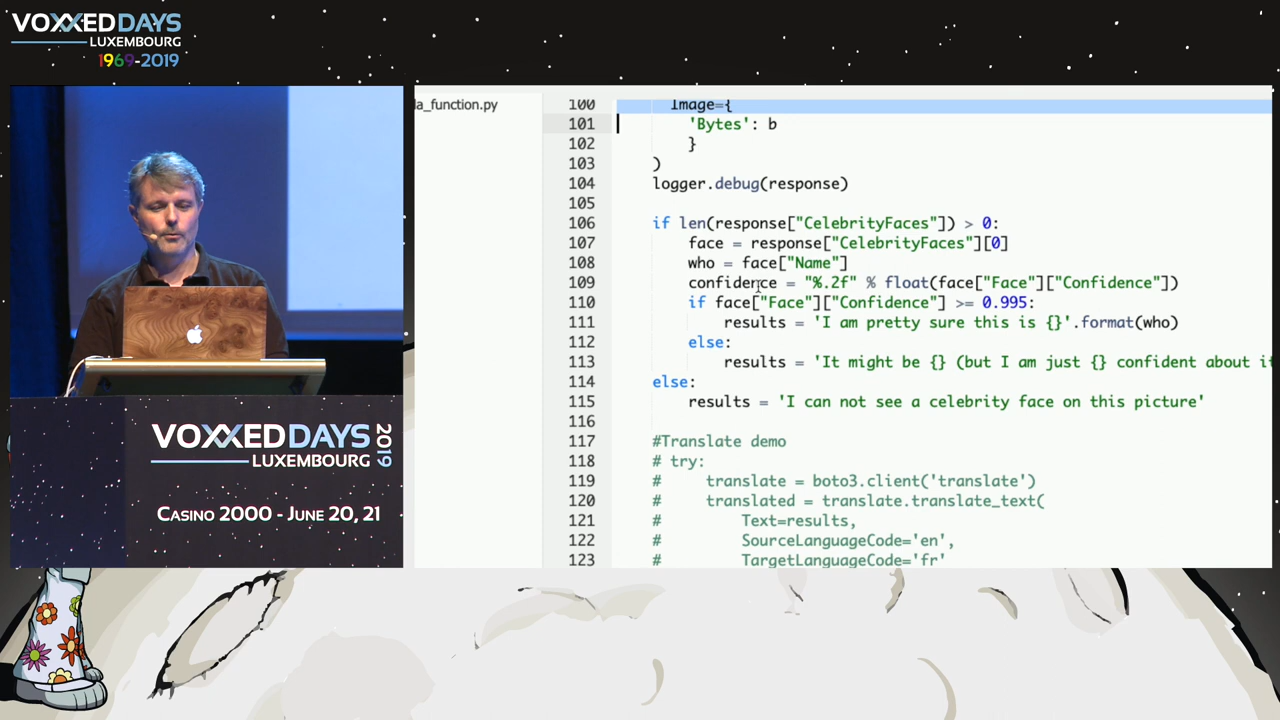 VOXXEDDAYS
LUXEMBOURG
1969-2019
la_function.py
100 Image={
101 'Bytes': b
102 }
103 )
104 logger.debug(response)
105
106 if len(response["CelebrityFaces"]) > 0:
107 face = response["CelebrityFaces"][0]
108 who = face["Name"]
109 confidence = "%.2f" % float(face["Face"]["Confidence"])
110 if face["Face"]["Confidence"] >= 0.995:
111 results = 'I am pretty sure this is {}'.format(who)
112 else:
113 results = 'It might be {} (but I am just {} confident about it
114 else:
115 results = 'I can not see a celebrity face on this picture'
116
117 #Translate demo
118 # try:
119 # translate = boto3.client('translate')
120 # translated = translate.translate_text(
121 # Text=results,
122 # SourceLanguageCode='en',
123 # TargetLanguageCode='fr'
VOXXEDDAYS 2019
LUXEMBOURG
CASINO 2000 - JUNE 20, 21